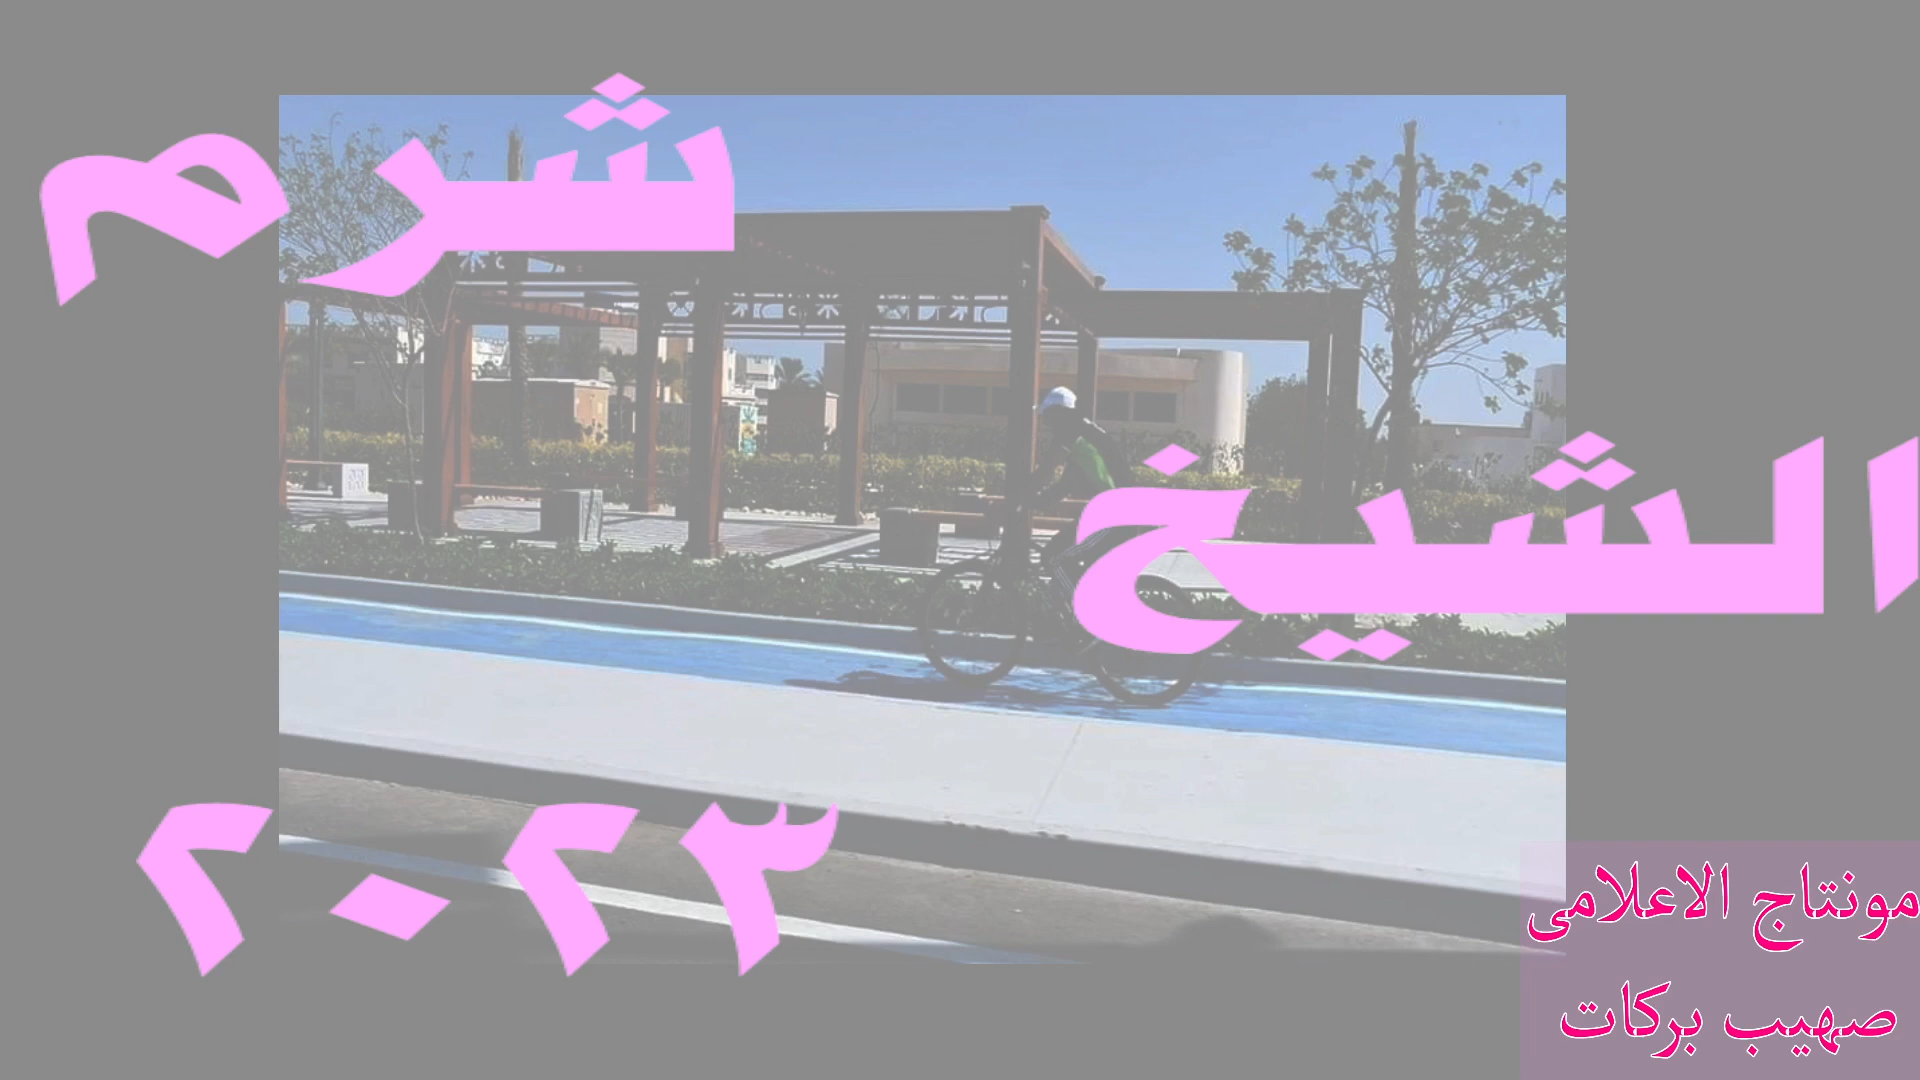 شرم
الشيخ
٢٠٢٣
مونتاج الاعلامى
صهيب بركات